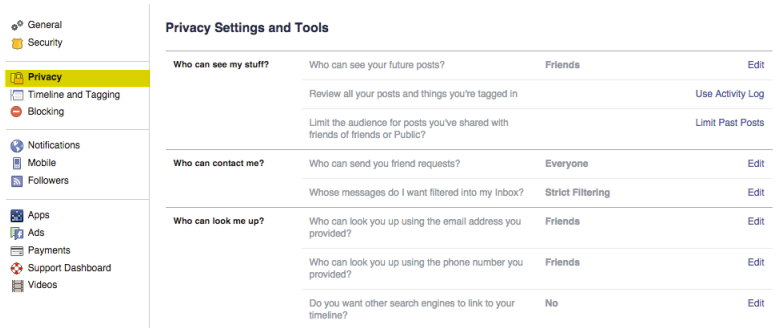 General
Security
Privacy
Timeline and Tagging
Blocking
Notifications
Mobile
Followers
Apps
Ads
Payments
Support Dashboard
Videos
Privacy Settings and Tools
Who can see my stuff?
Who can see your future posts?
Friends
Edit
Review all your posts and things you're tagged in
Use Activity Log
Limit the audience for posts you've shared with
friends of friends or Public?
Limit Past Posts
Who can contact me?
Who can send you friend requests?
Everyone
Edit
Whose messages do I want filtered into my Inbox?
Strict Filtering
Edit
Who can look me up?
Who can look you up using the email address you
provided?
Friends
Edit
Who can look you up using the phone number you
provided?
Friends
Edit
Do you want other search engines to link to your
timeline?
No
Edit